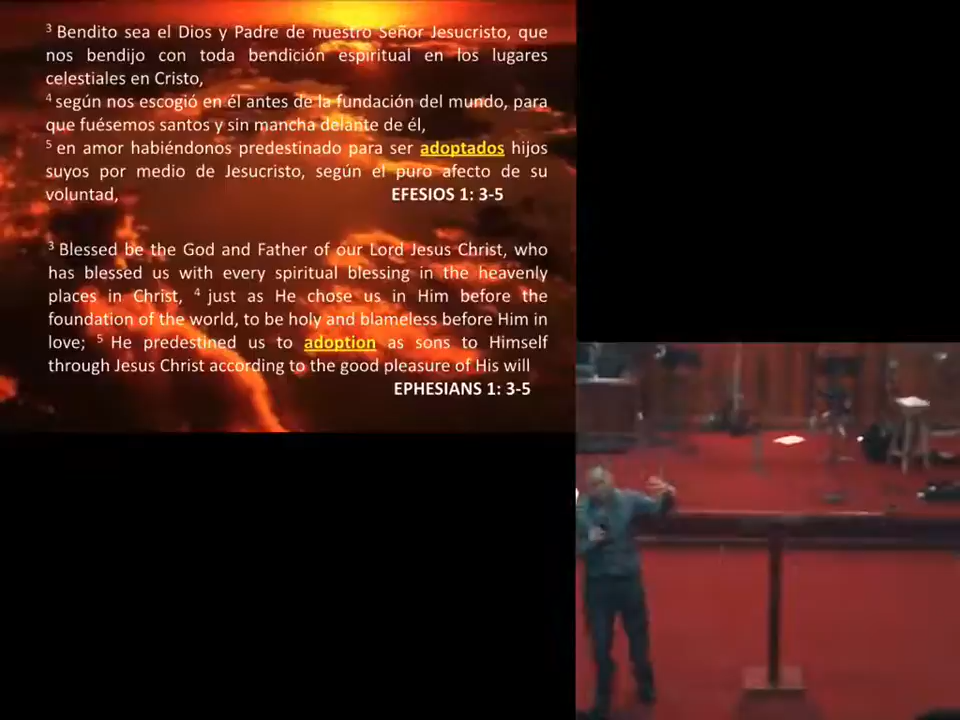 3 Bendito sea el Dios y Padre de nuestro Señor Jesucristo, que
nos bendijo con toda bendición espiritual en los lugares
celestiales en Cristo,
4 según nos escogió en él antes de la fundación del mundo, para
que fuésemos santos y sin mancha delante de él,
5 en amor habiéndonos predestinado para ser adoptados hijos
suyos por medio de Jesucristo, según el puro afecto de su
voluntad, EFESIOS 1: 3-5
3 Blessed be the God and Father of our Lord Jesus Christ, who
has blessed us with every spiritual blessing in the heavenly
places in Christ, 4 just as He chose us in Him before the
foundation of the world, to be holy and blameless before Him in
love; 5 He predestined us to adoption as sons to Himself
through Jesus Christ according to the good pleasure of His will
EPHESIANS 1: 3-5